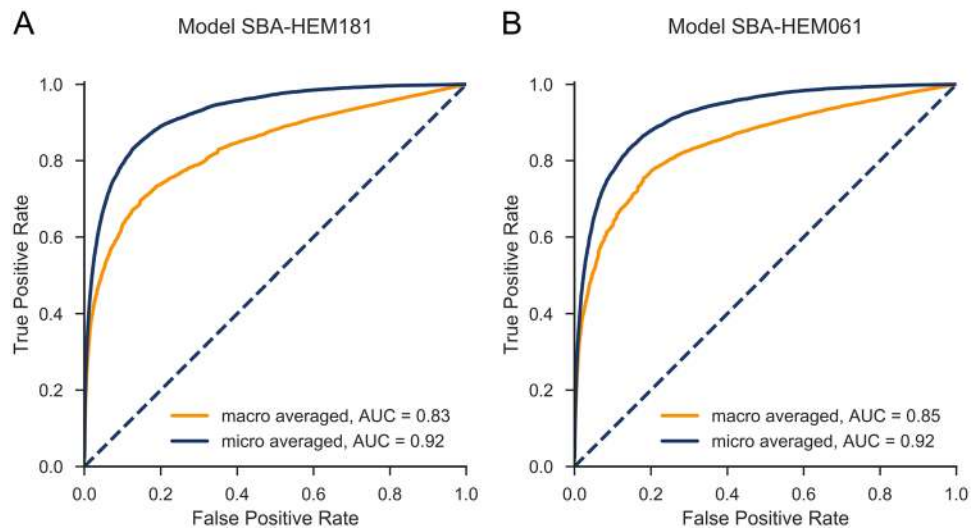 A
Model SBA-HEM181
True Positive Rate
1.0
0.8
0.6
0.4
0.2
0.0
macro averaged, AUC = 0.83
micro averaged, AUC = 0.92
0.0 0.2 0.4 0.6 0.8 1.0
False Positive Rate
B
Model SBA-HEM061
True Positive Rate
1.0
0.8
0.6
0.4
0.2
0.0
macro averaged, AUC = 0.85
micro averaged, AUC = 0.92
0.0 0.2 0.4 0.6 0.8 1.0
False Positive Rate